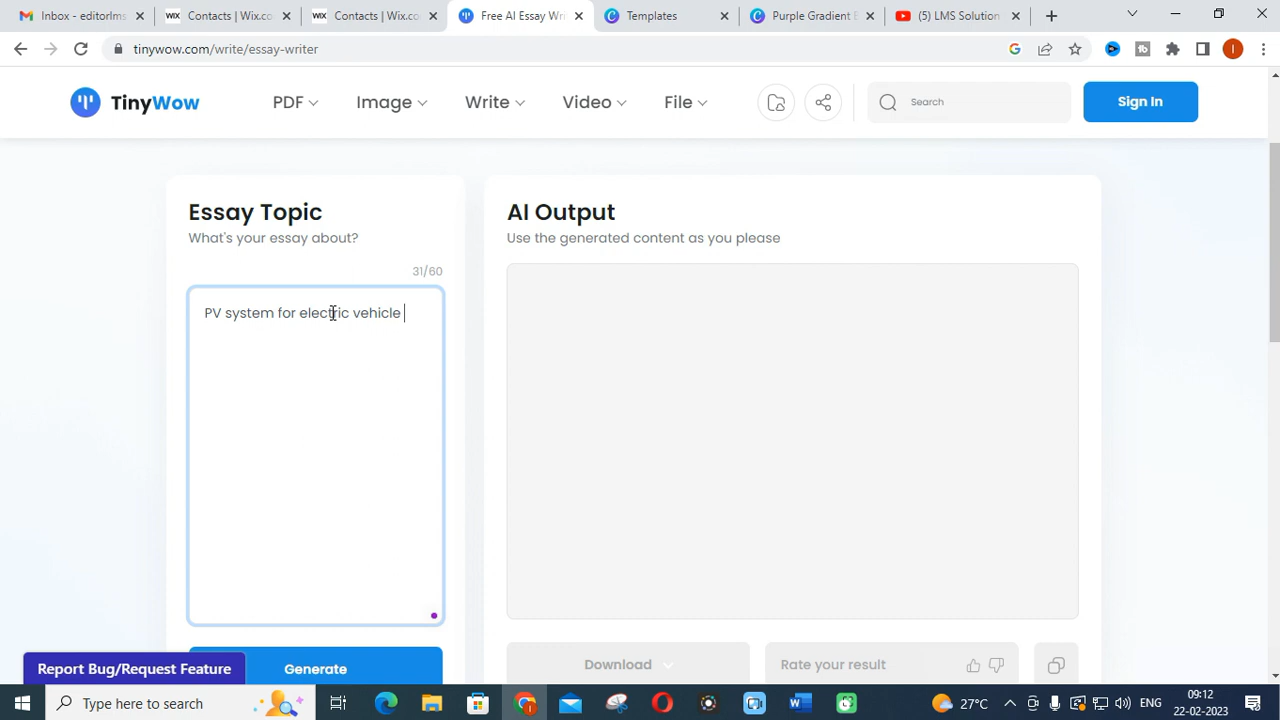 Inbox - editorlms
Contacts | Wix.co
Contacts | Wix.co
Free AI Essay Wri
Templates
Purple Gradient E
(5) LMS Solution
tinywow.com/write/essay-writer
TinyWow
PDF
Image
Write
Video
File
Search
Sign In
Essay Topic
What's your essay about?
31/60
PV system for electric vehicle
AI Output
Use the generated content as you please
Report Bug/Request Feature
Generate
Download
Rate your result
Type here to search
27°C
ENG
09:12
22-02-2023